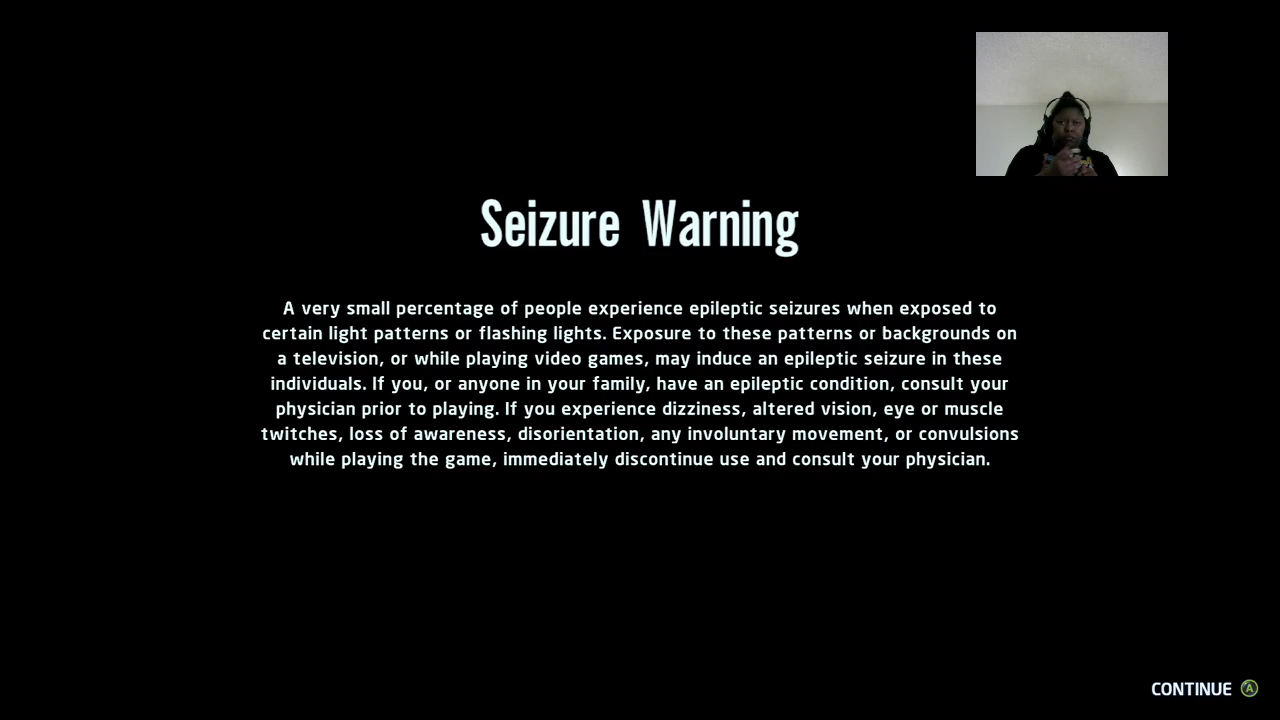 Seizure Warning
A very small percentage of people experience epileptic seizures when exposed to
certain light patterns or flashing lights. Exposure to these patterns or backgrounds on
a television, or while playing video games, may induce an epileptic seizure in these
individuals. If you, or anyone in your family, have an epileptic condition, consult your
physician prior to playing. If you experience dizziness, altered vision, eye or muscle
twitches, loss of awareness, disorientation, any involuntary movement, or convulsions
while playing the game, immediately discontinue use and consult your physician.
CONTINUE A